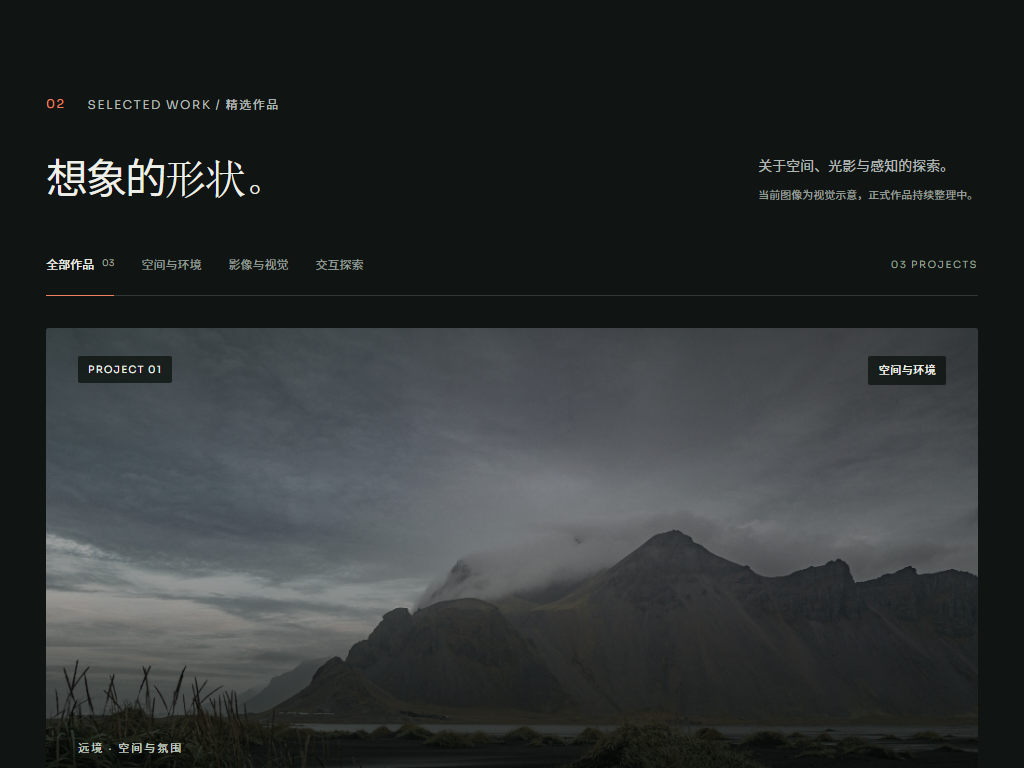 02 SELECTED WORK / 精选作品
想象的形状。
关于空间、光影与感知的探索。
当前图像为视觉示意，正式作品持续整理中。
全部作品 03 空间与环境 影像与视觉 交互探索 03 PROJECTS
PROJECT 01 空间与环境
远境 · 空间与氛围